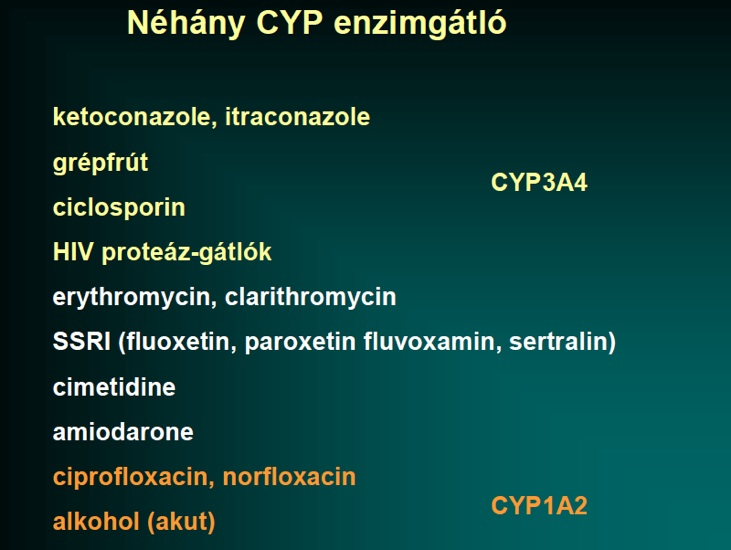 Néhány CYP enzimgátló
ketoconazole, itraconazole
grépfrút
CYP3A4
ciclosporin
HIV proteáz-gátlók
erythromycin, clarithromycin
SSRI (fluoxetin, paroxetin fluvoxamin, sertralin)
cimetidine
amiodarone
ciprofloxacin, norfloxacin
CYP1A2
alkohol (akut)